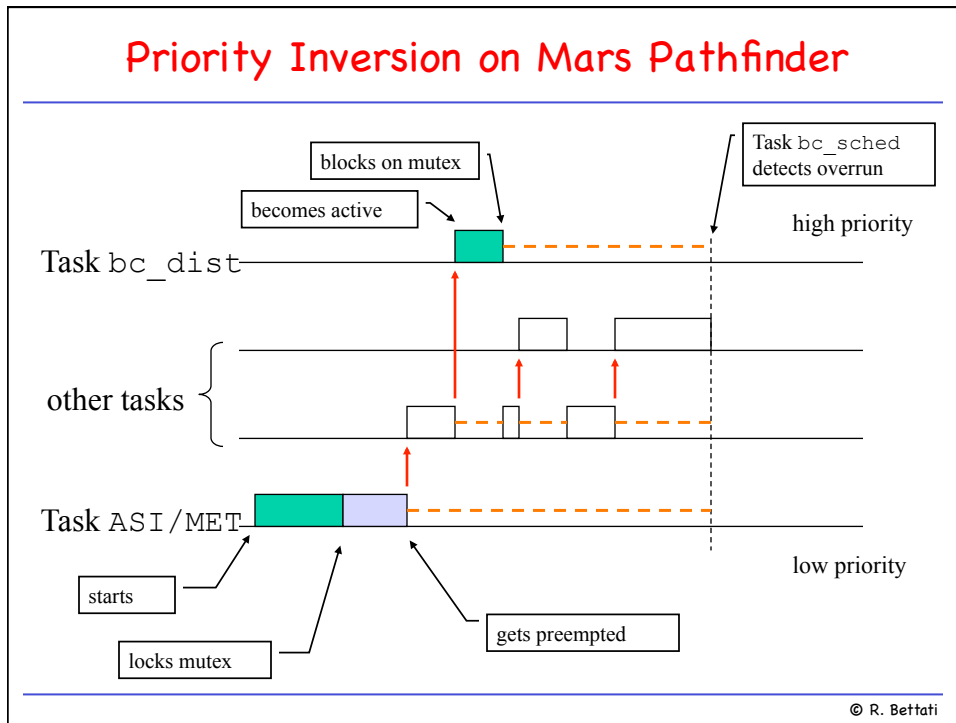 Priority Inversion on Mars Pathfinder
Task bc_sched
detects overrun
blocks on mutex
becomes active
high priority
Task bc_dist
other tasks
Task ASI/MET
low priority
starts
gets preempted
locks mutex
© R. Bettati